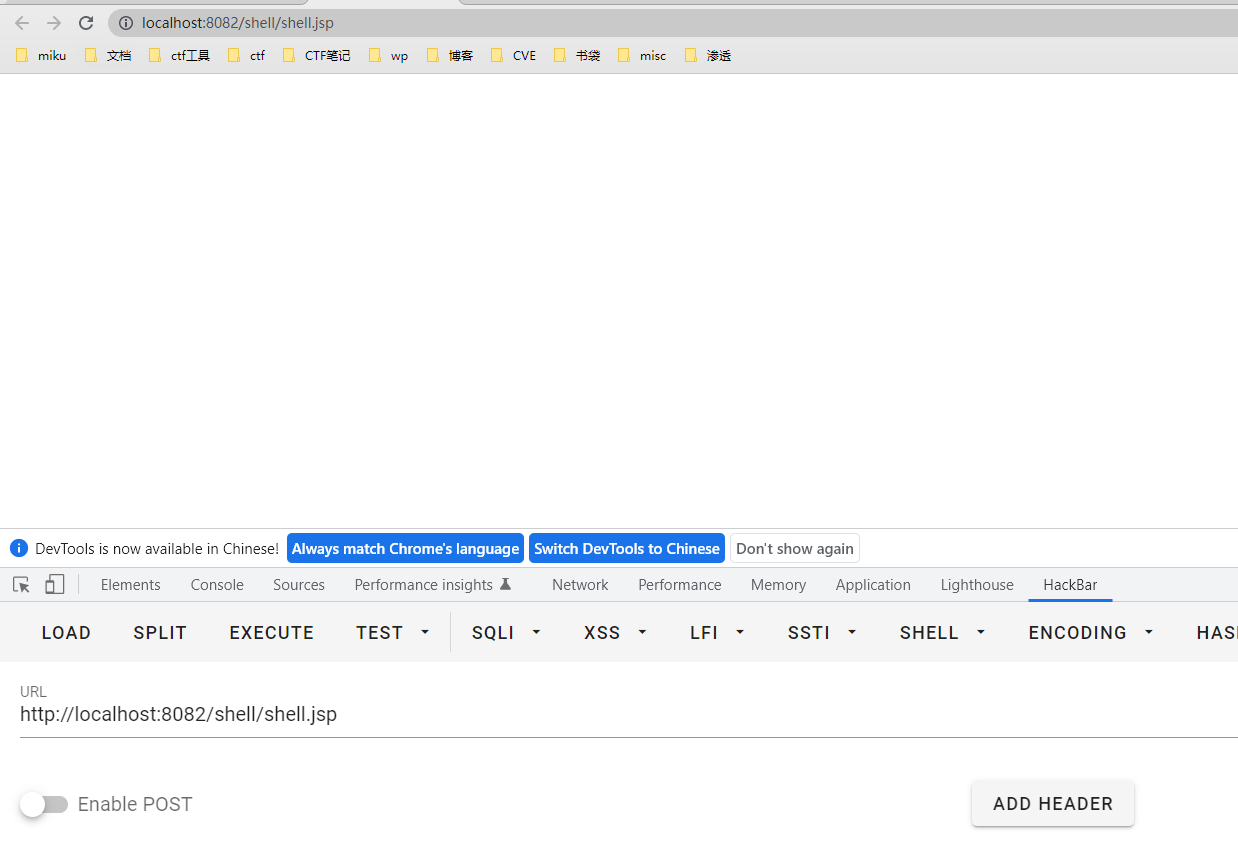 localhost:8082/shell/shell.jsp
miku 文档 ctf工具 ctf CTF笔记 wp 博客 CVE 书袋 misc 渗透
DevTools is now available in Chinese! Always match Chrome's language Switch DevTools to Chinese Don't show again
Elements Console Sources Performance insights Network Performance Memory Application Lighthouse HackBar
LOAD SPLIT EXECUTE TEST SQLI XSS LFI SSTI SHELL ENCODING HAS
URL
http://localhost:8082/shell/shell.jsp
Enable POST ADD HEADER